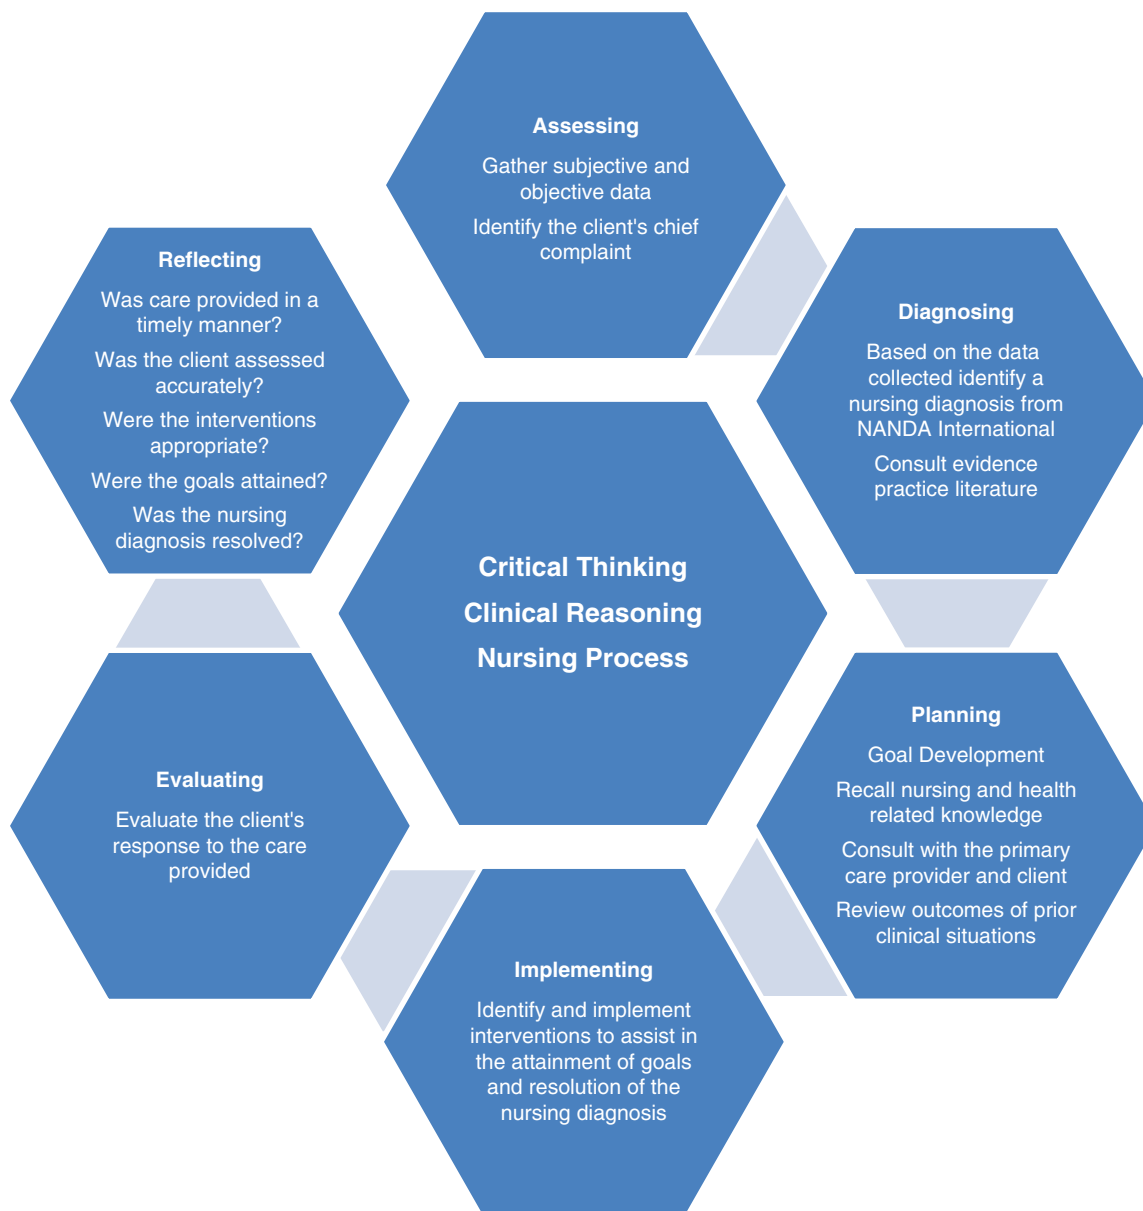 Assessing
Gather subjective and
objective data
Identify the client's chief
complaint
Diagnosing
Based on the data
collected identify a
nursing diagnosis from
NANDA International
Consult evidence
practice literature
Planning
Goal Development
Recall nursing and health
related knowledge
Consult with the primary
care provider and client
Review outcomes of prior
clinical situations
Implementing
Identify and implement
interventions to assist in
the attainment of goals
and resolution of the
nursing diagnosis
Evaluating
Evaluate the client's
response to the care
provided
Reflecting
Was care provided in a
timely manner?
Was the client assessed
accurately?
Were the interventions
appropriate?
Were the goals attained?
Was the nursing
diagnosis resolved?
Critical Thinking
Clinical Reasoning
Nursing Process